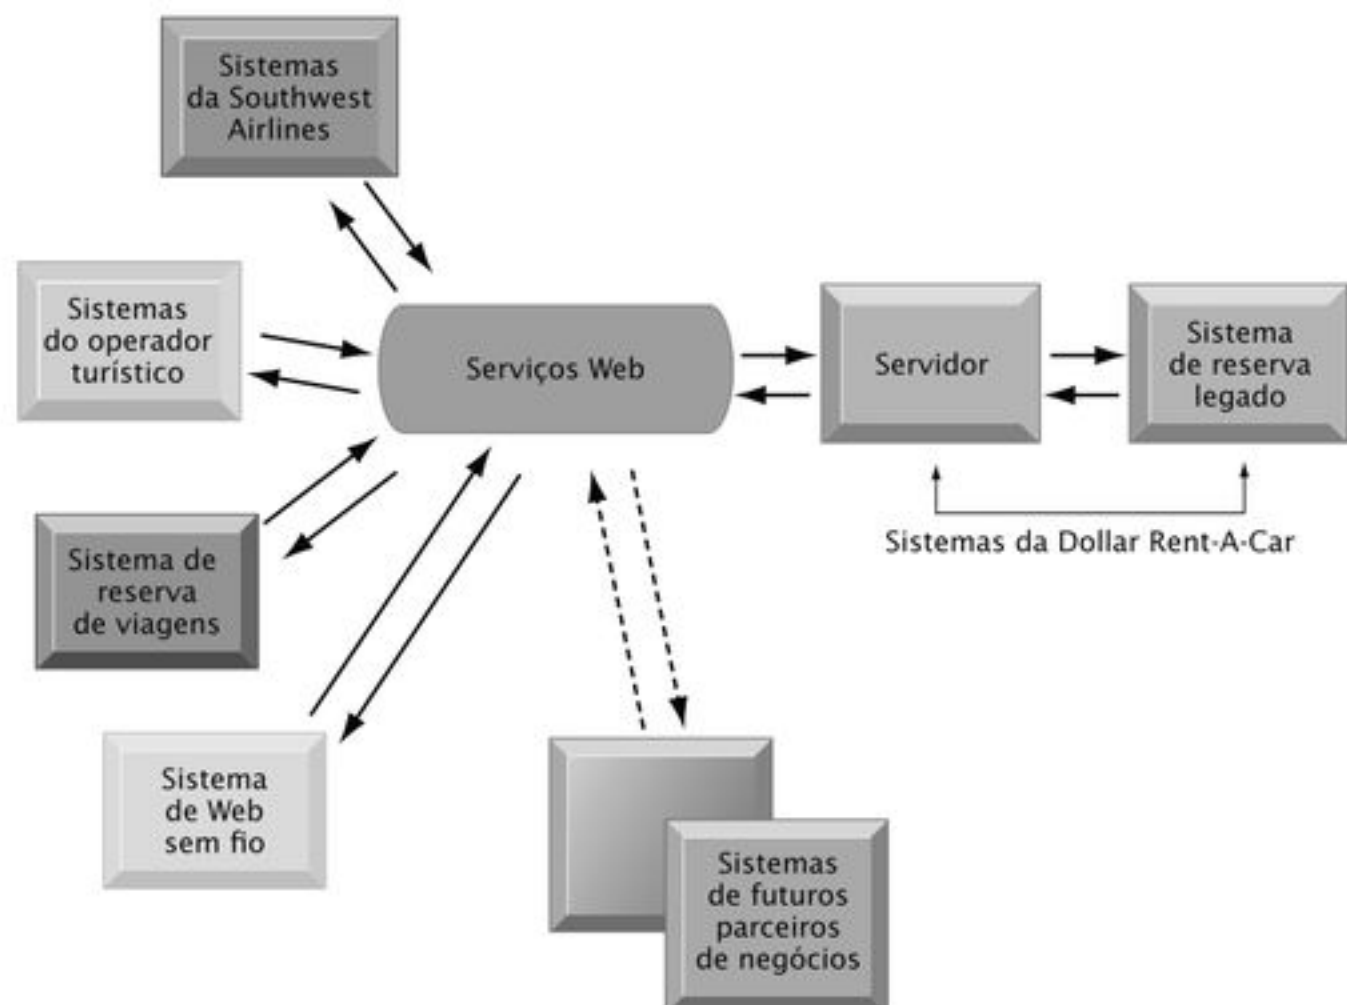 Sistemas
da Southwest
Airlines
Sistemas
do operador
turístico
Serviços Web
Servidor
Sistema
de reserva
legado
Sistemas da Dollar Rent-A-Car
Sistema de
reserva
de viagens
Sistema
de Web
sem fio
Sistemas
de futuros
parceiros
de negócios